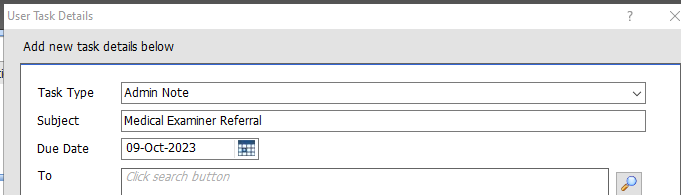 User Task Details
Add new task details below
Task Type Admin Note
Subject Medical Examiner Referral
Due Date 09-Oct-2023
To Click search button